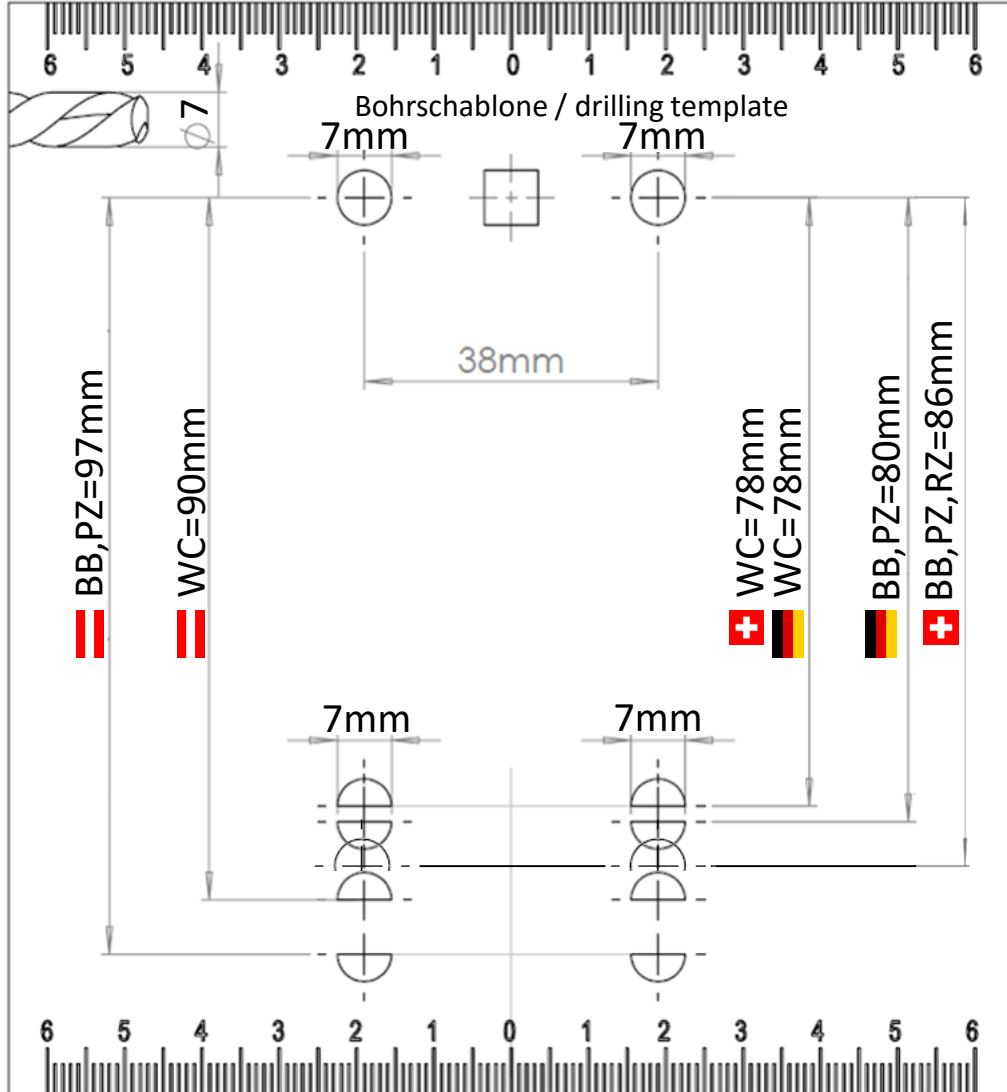 6 5 4 3 2 1 0 1 2 3 4 5 6
Bohrschablone / drilling template
⌀7
7mm 7mm
38mm
BB,PZ=97mm
WC=90mm
WC=78mm
WC=78mm
BB,PZ=80mm
BB,PZ,RZ=86mm
7mm 7mm
6 5 4 3 2 1 0 1 2 3 4 5 6